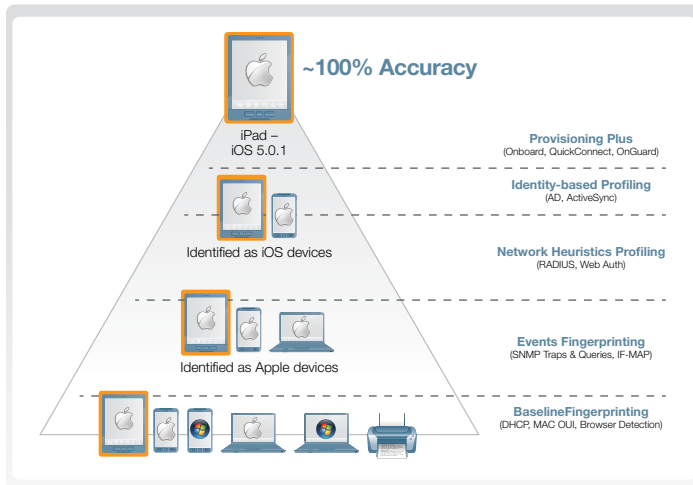 ~100% Accuracy
iPad –
iOS 5.0.1
Provisioning Plus
(Onboard, QuickConnect, OnGuard)
Identity-based Profiling
(AD, ActiveSync)
Identified as iOS devices
Network Heuristics Profiling
(RADIUS, Web Auth)
Events Fingerprinting
(SNMP Traps & Queries, IF-MAP)
Identified as Apple devices
BaselineFingerprinting
(DHCP, MAC OUI, Browser Detection)